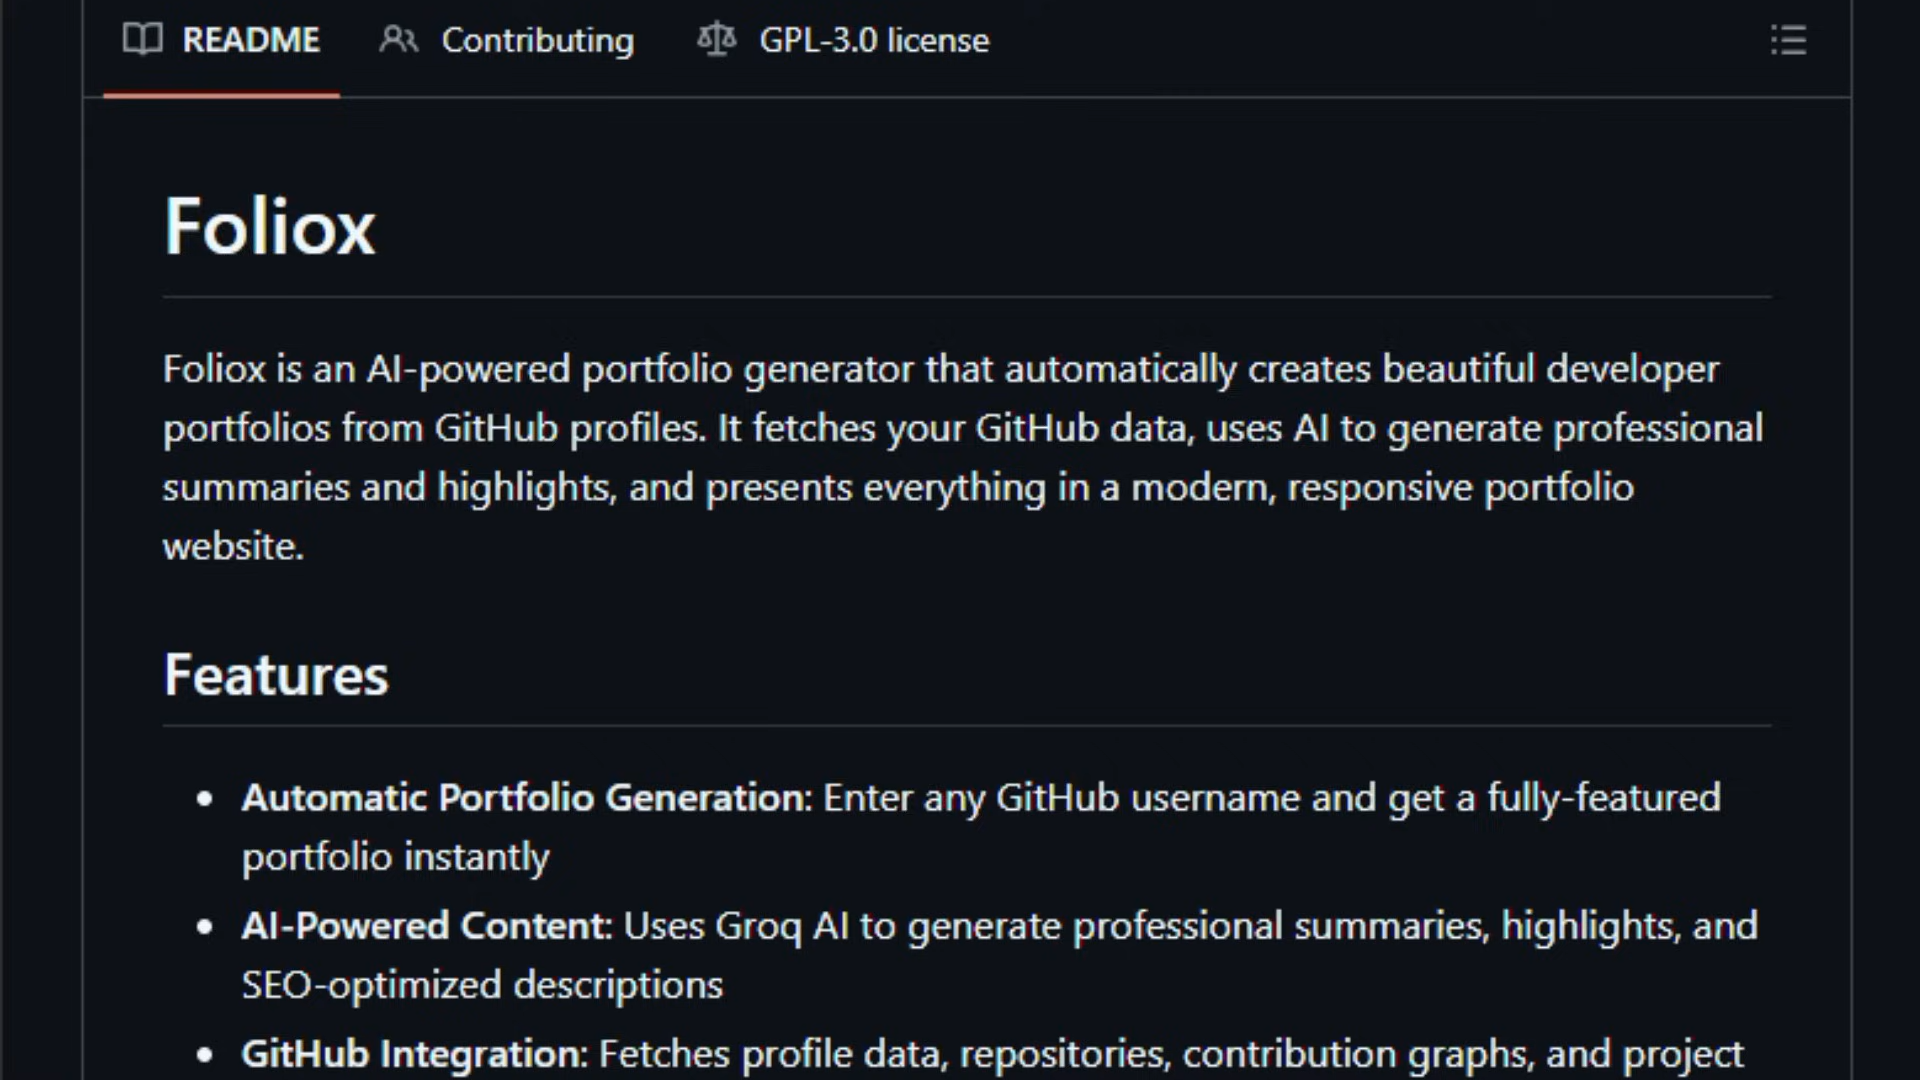 README Contributing GPL-3.0 license
Foliox
Foliox is an AI-powered portfolio generator that automatically creates beautiful developer
portfolios from GitHub profiles. It fetches your GitHub data, uses AI to generate professional
summaries and highlights, and presents everything in a modern, responsive portfolio
website.
Features
• Automatic Portfolio Generation: Enter any GitHub username and get a fully-featured
portfolio instantly
• AI-Powered Content: Uses Groq AI to generate professional summaries, highlights, and
SEO-optimized descriptions
• GitHub Integration: Fetches profile data, repositories, contribution graphs, and project